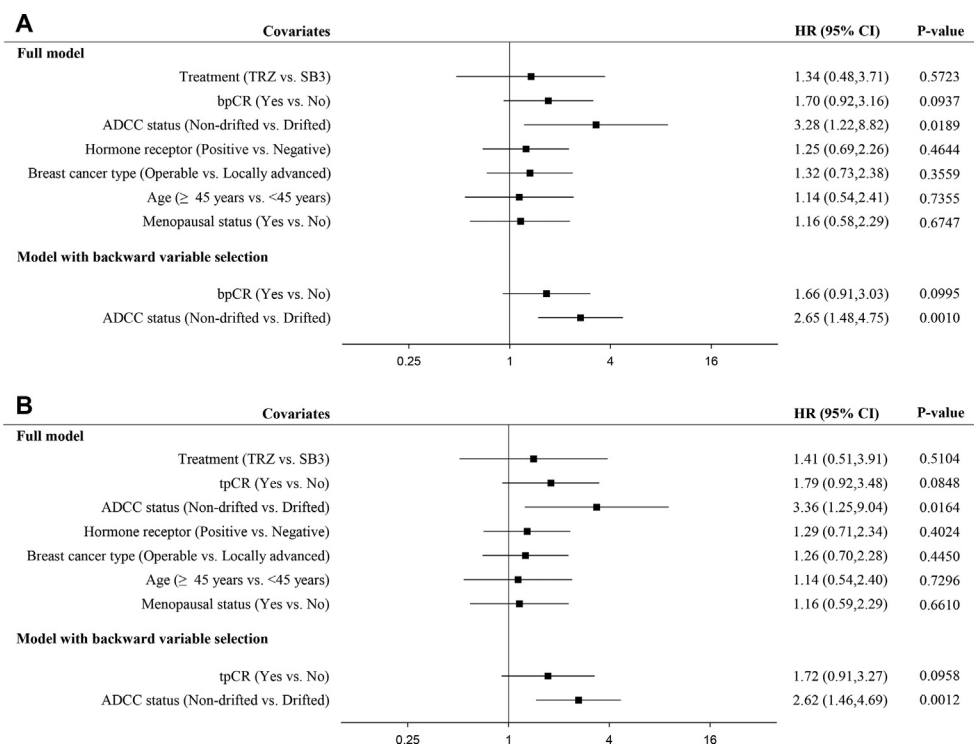 A
Covariates HR (95% CI) P-value
Full model
Treatment (TRZ vs. SB3) 1.34 (0.48,3.71) 0.5723
bpCR (Yes vs. No) 1.70 (0.92,3.16) 0.0937
ADCC status (Non-drifted vs. Drifted) 3.28 (1.22,8.82) 0.0189
Hormone receptor (Positive vs. Negative) 1.25 (0.69,2.26) 0.4644
Breast cancer type (Operable vs. Locally advanced) 1.32 (0.73,2.38) 0.3559
Age (≥ 45 years vs. <45 years) 1.14 (0.54,2.41) 0.7355
Menopausal status (Yes vs. No) 1.16 (0.58,2.29) 0.6747
Model with backward variable selection
bpCR (Yes vs. No) 1.66 (0.91,3.03) 0.0995
ADCC status (Non-drifted vs. Drifted) 2.65 (1.48,4.75) 0.0010
0.25 1 4 16
B
Covariates HR (95% CI) P-value
Full model
Treatment (TRZ vs. SB3) 1.41 (0.51,3.91) 0.5104
tpCR (Yes vs. No) 1.79 (0.92,3.48) 0.0848
ADCC status (Non-drifted vs. Drifted) 3.36 (1.25,9.04) 0.0164
Hormone receptor (Positive vs. Negative) 1.29 (0.71,2.34) 0.4024
Breast cancer type (Operable vs. Locally advanced) 1.26 (0.70,2.28) 0.4450
Age (≥ 45 years vs. <45 years) 1.14 (0.54,2.40) 0.7296
Menopausal status (Yes vs. No) 1.16 (0.59,2.29) 0.6610
Model with backward variable selection
tpCR (Yes vs. No) 1.72 (0.91,3.27) 0.0958
ADCC status (Non-drifted vs. Drifted) 2.62 (1.46,4.69) 0.0012
0.25 1 4 16